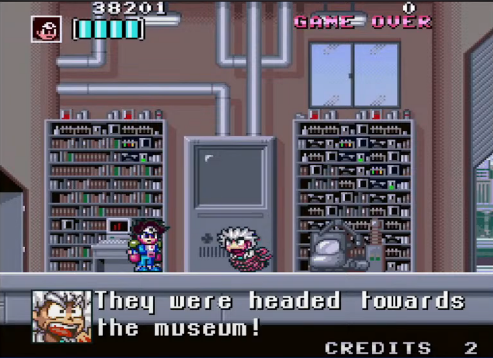 38201 0
GAME OVER
They were headed towards
the museum!
CREDITS 2